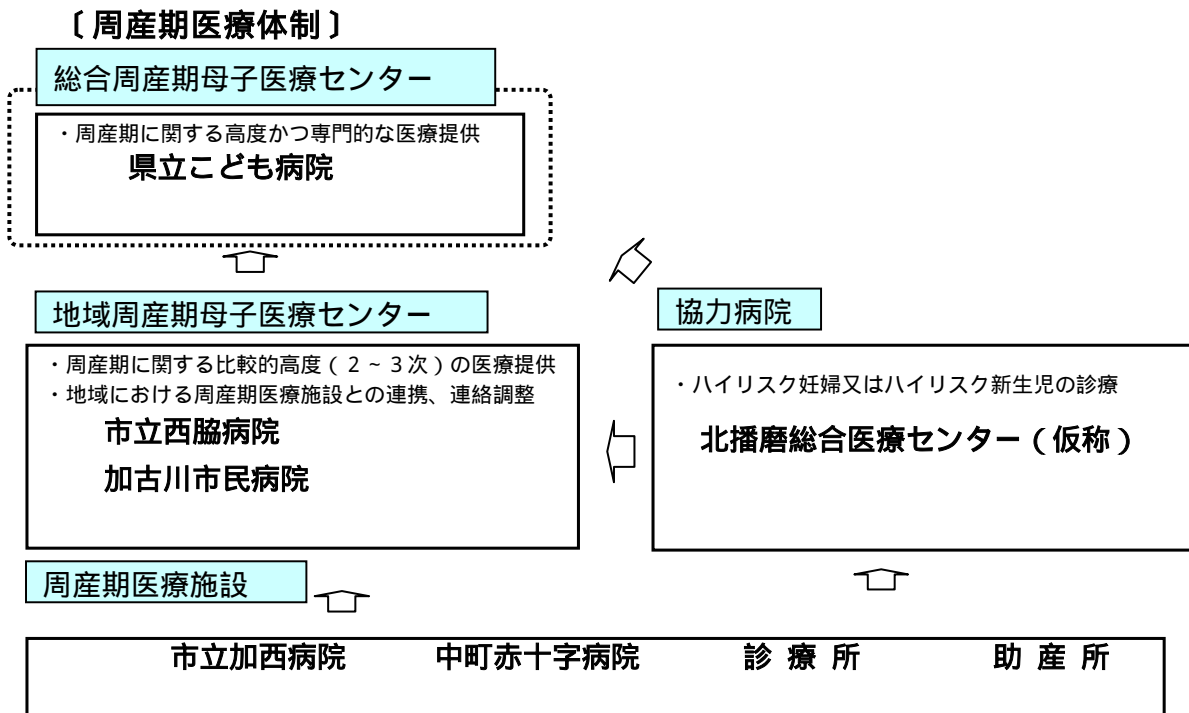 〔周産期医療体制〕
総合周産期母子医療センター
・周産期に関する高度かつ専門的な医療提供
県立こども病院
地域周産期母子医療センター
・周産期に関する比較的高度（２～３次）の医療提供
・地域における周産期医療施設との連携、連絡調整
市立西脇病院
加古川市民病院
協力病院
・ハイリスク妊婦又はハイリスク新生児の診療
北播磨総合医療センター（仮称）
周産期医療施設
市立加西病院 中町赤十字病院 診療所 助産所